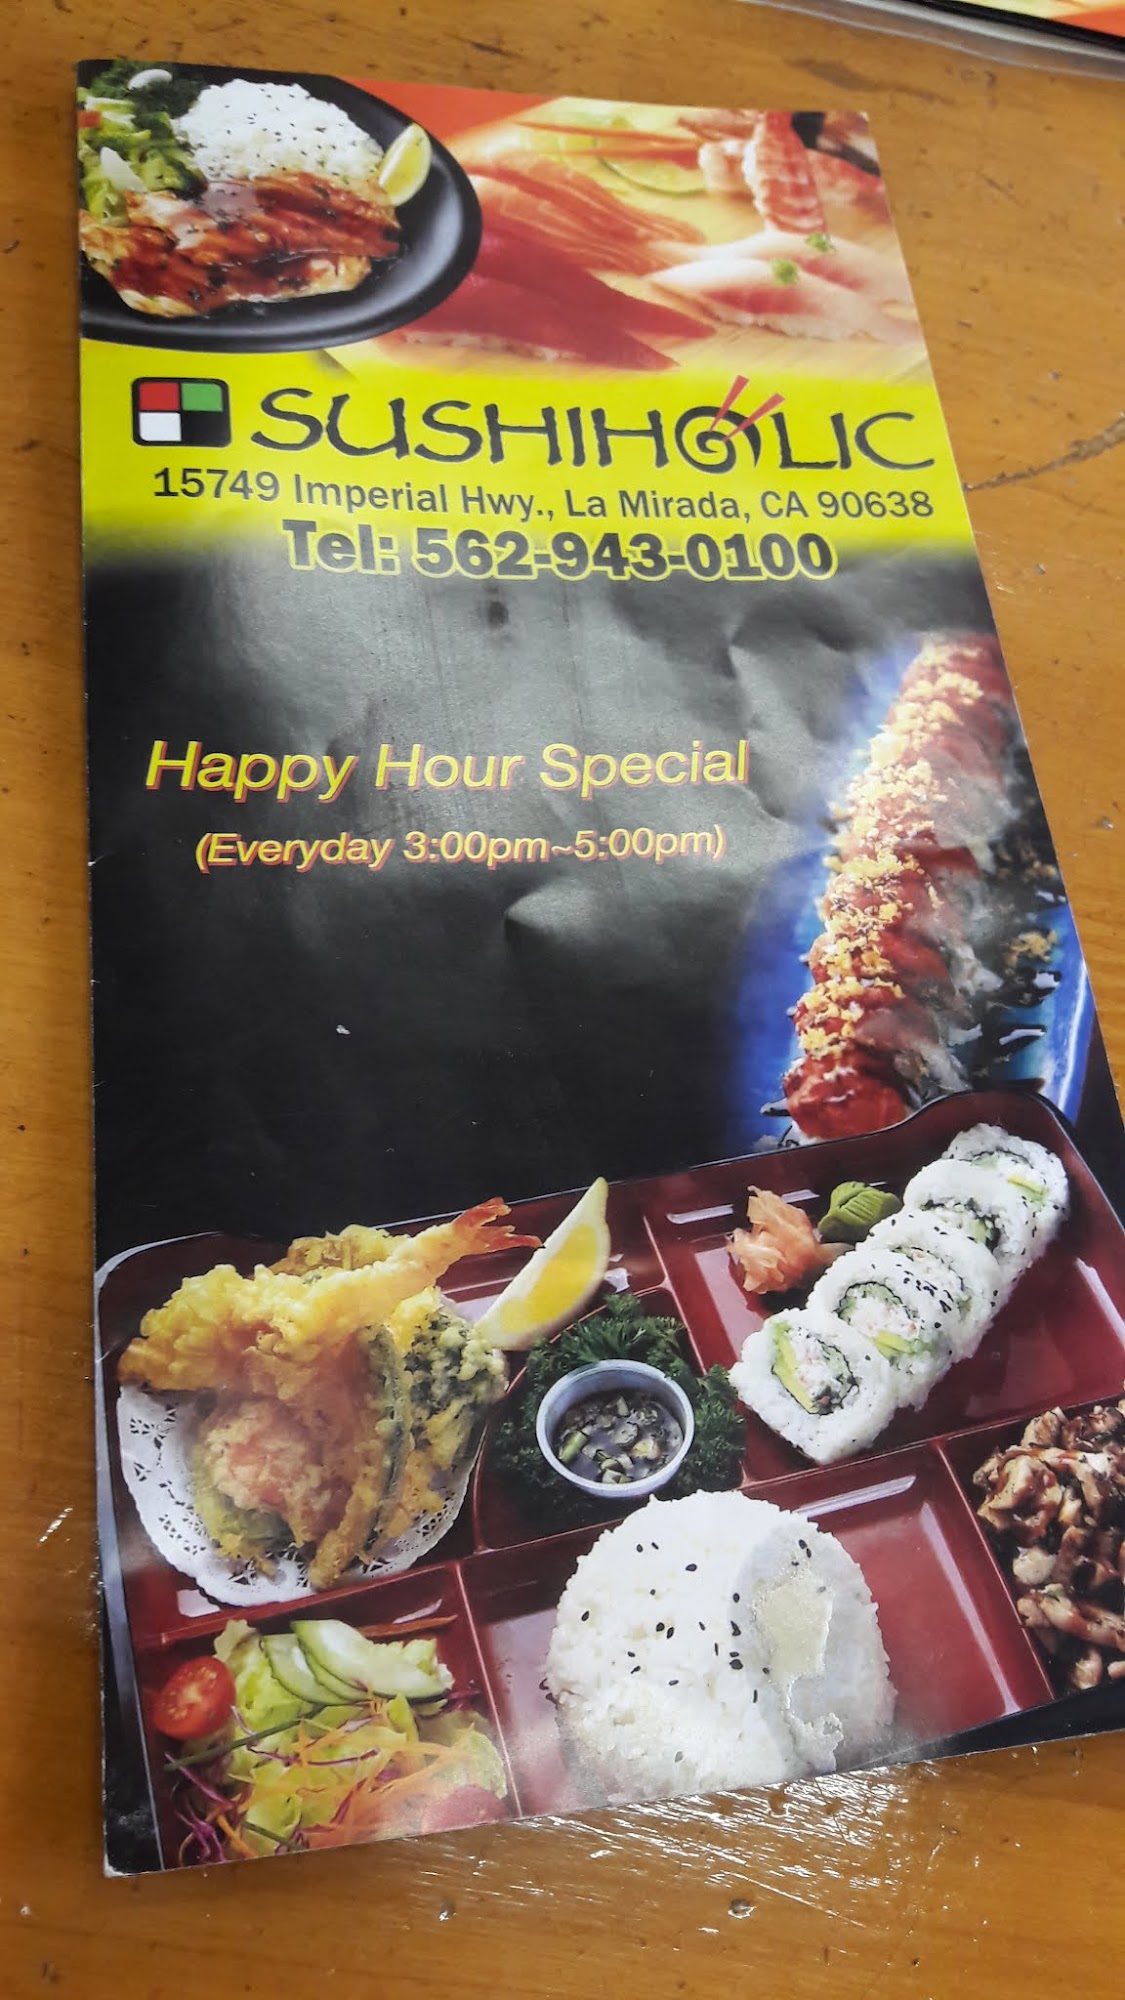 SUSHIHOLIC
15749 Imperial Hwy., La Mirada, CA 90638
Tel: 562-943-0100
Happy Hour Special
(Everyday 3:00pm~5:00pm)